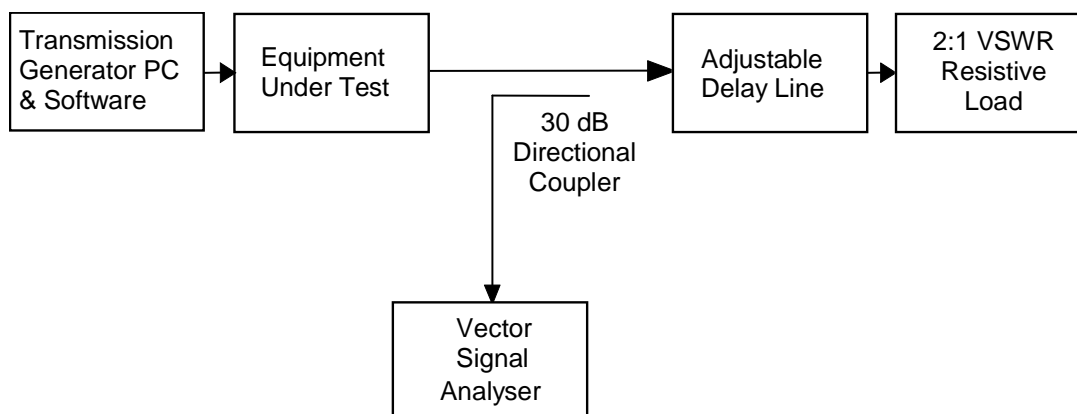 Transmission
Generator PC
& Software
Equipment
Under Test
Adjustable
Delay Line
2:1 VSWR
Resistive
Load
30 dB
Directional
Coupler
Vector
Signal
Analyser